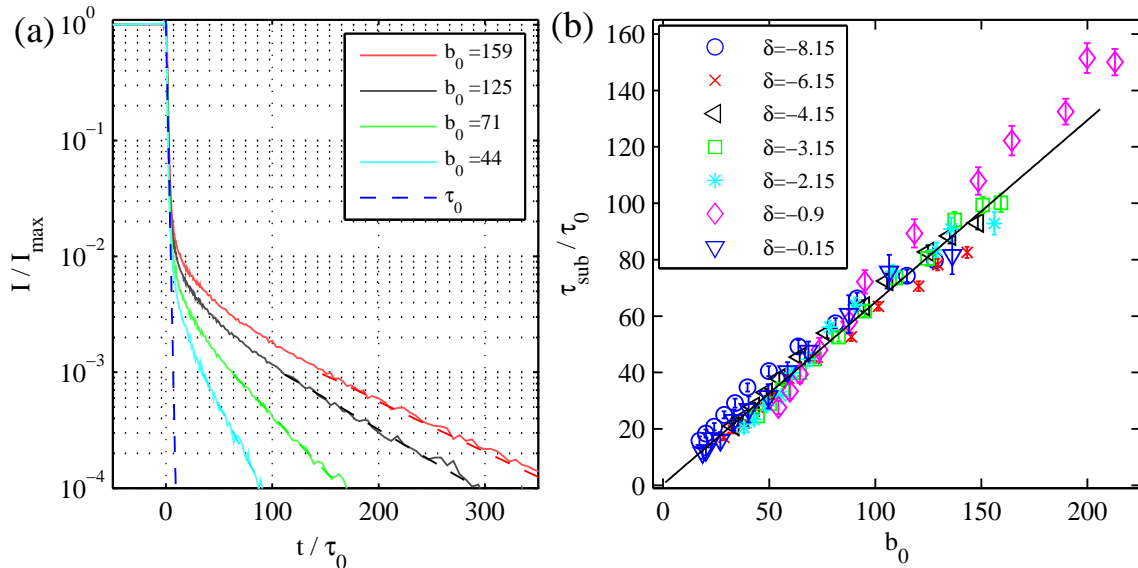 (a)
I / I_max
10^0
10^−1
10^−2
10^−3
10^−4
0
100
200
300
t / τ_0
b_0 =159
b_0 =125
b_0 =71
b_0 =44
τ_0
(b)
τ_sub / τ_0
160
140
120
100
80
60
40
20
0
0
50
100
150
200
b_0
δ=−8.15
δ=−6.15
δ=−4.15
δ=−3.15
δ=−2.15
δ=−0.9
δ=−0.15